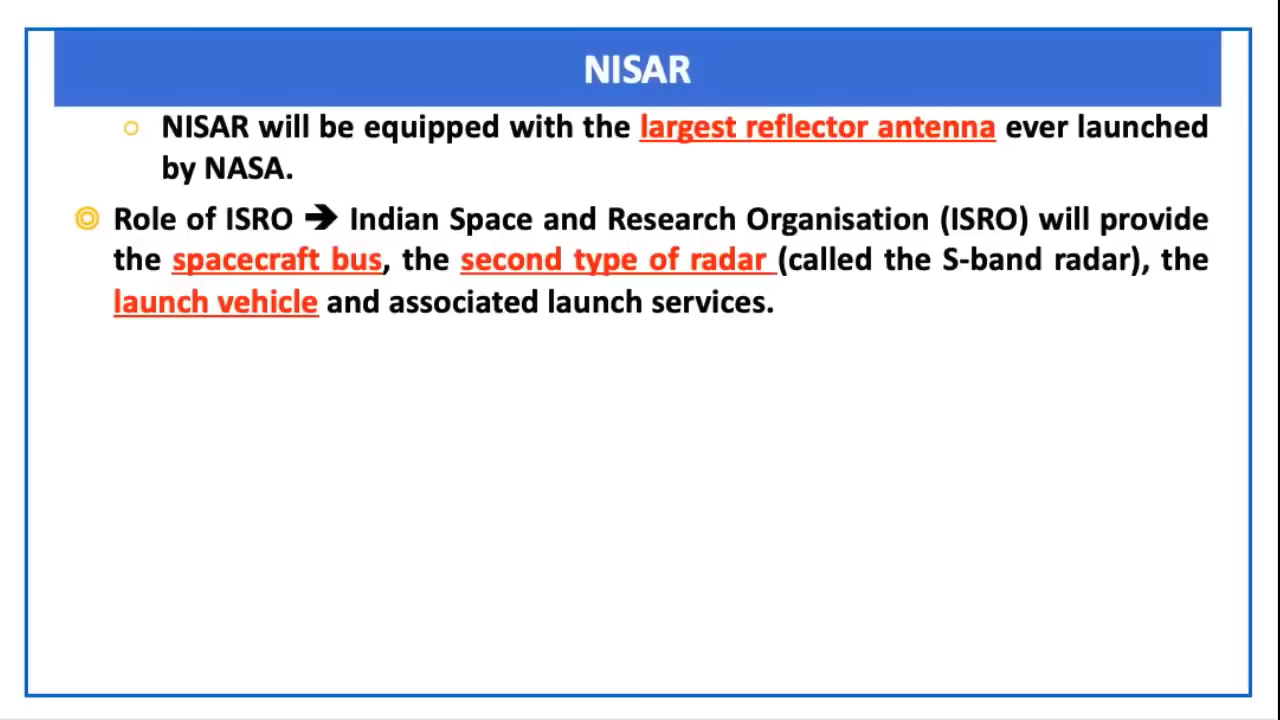 NISAR
NISAR will be equipped with the largest reflector antenna ever launched
by NASA.
Role of ISRO ➔ Indian Space and Research Organisation (ISRO) will provide
the spacecraft bus, the second type of radar (called the S-band radar), the
launch vehicle and associated launch services.